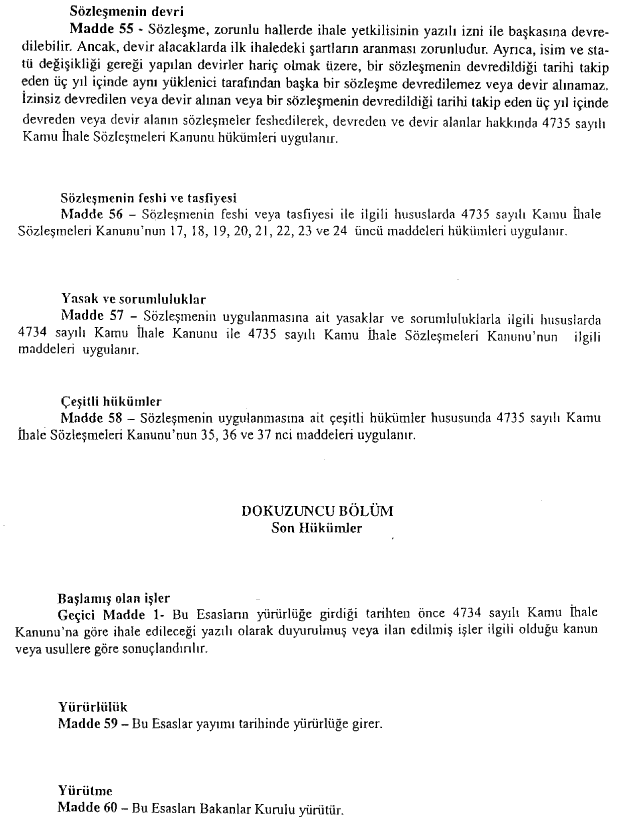 Sözleşmenin devri
Madde 55 - Sözleşme, zorunlu hallerde ihale yetkilisinin yazılı izni ile başkasına devre-
dilebilir. Ancak, devir alacaklarda ilk ihaledeki şartların aranması zorunludur. Ayrıca, isim ve sta-
tü değişikliği gereği yapılan devirler hariç olmak üzere, bir sözleşmenin devredildiği tarihi takip
eden üç yıl içinde aynı yüklenici tarafından başka bir sözleşme devredilemez veya devir alınamaz.
İzinsiz devredilen veya devir alınan veya bir sözleşmenin devredildiği tarihi takip eden üç yıl içinde
devreden veya devir alanın sözleşmeler feshedilerek, devreden ve devir alanlar hakkında 4735 sayılı
Kamu İhale Sözleşmeleri Kanunu hükümleri uygulanır.
Sözleşmenin feshi ve tasfiyesi
Madde 56 – Sözleşmenin feshi veya tasfiyesi ile ilgili hususlarda 4735 sayılı Kamu İhale
Sözleşmeleri Kanunu'nun 17, 18, 19, 20, 21, 22, 23 ve 24 üncü maddeleri hükümleri uygulanır.
Yasak ve sorumluluklar
Madde 57 – Sözleşmenin uygulanmasına ait yasaklar ve sorumluluklarla ilgili hususlarda
4734 sayılı Kamu İhale Kanunu ile 4735 sayılı Kamu İhale Sözleşmeleri Kanunu'nun ilgili
maddeleri uygulanır.
Çeşitli hükümler
Madde 58 – Sözleşmenin uygulanmasına ait çeşitli hükümler hususunda 4735 sayılı Kamu
İhale Sözleşmeleri Kanunu'nun 35, 36 ve 37 nci maddeleri uygulanır.
DOKUZUNCU BÖLÜM
Son Hükümler
Başlamış olan işler
Geçici Madde 1- Bu Esasların yürürlüğe girdiği tarihten önce 4734 sayılı Kamu İhale
Kanunu'na göre ihale edileceği yazılı olarak duyurulmuş veya ilan edilmiş işler ilgili olduğu kanun
veya usullere göre sonuçlandırılır.
Yürürlülük
Madde 59 – Bu Esaslar yayımı tarihinde yürürlüğe girer.
Yürütme
Madde 60 – Bu Esasları Bakanlar Kurulu yürütür.